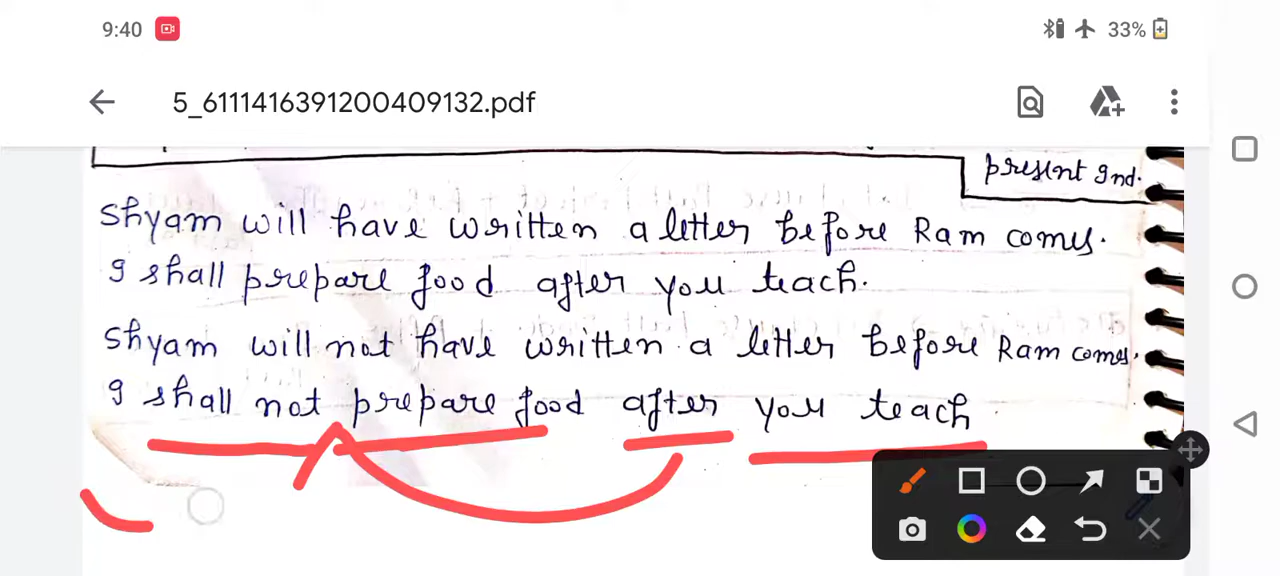 9:40
33%
5_6111416391200409132.pdf
present Ind.
Shyam will have written a letter before Ram comes.
I shall prepare food after you teach.
Shyam will not have written a letter before Ram comes.
I shall not prepare food after you teach